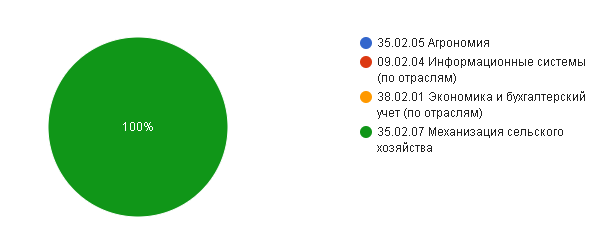 100%
35.02.05 Агрономия
09.02.04 Информационные системы
(по отраслям)
38.02.01 Экономика и бухгалтерский
учет (по отраслям)
35.02.07 Механизация сельского
хозяйства